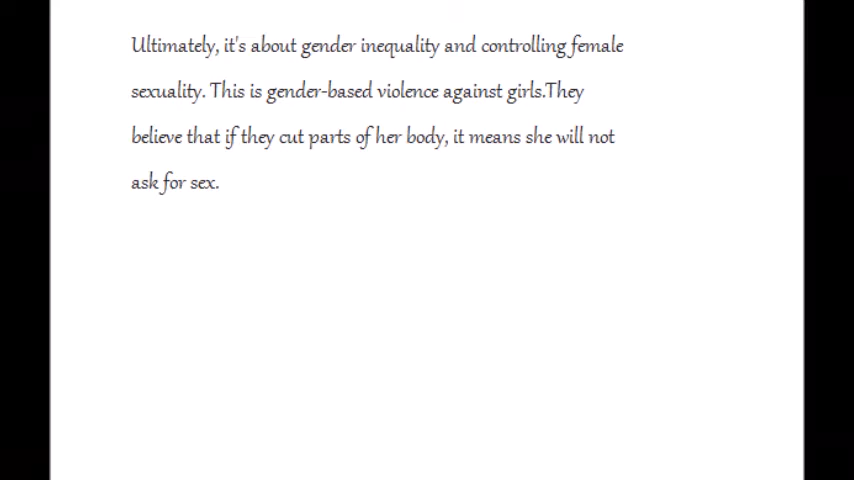 Ultimately, it's about gender inequality and controlling female
sexuality. This is gender-based violence against girls.They
believe that if they cut parts of her body, it means she will not
ask for sex.